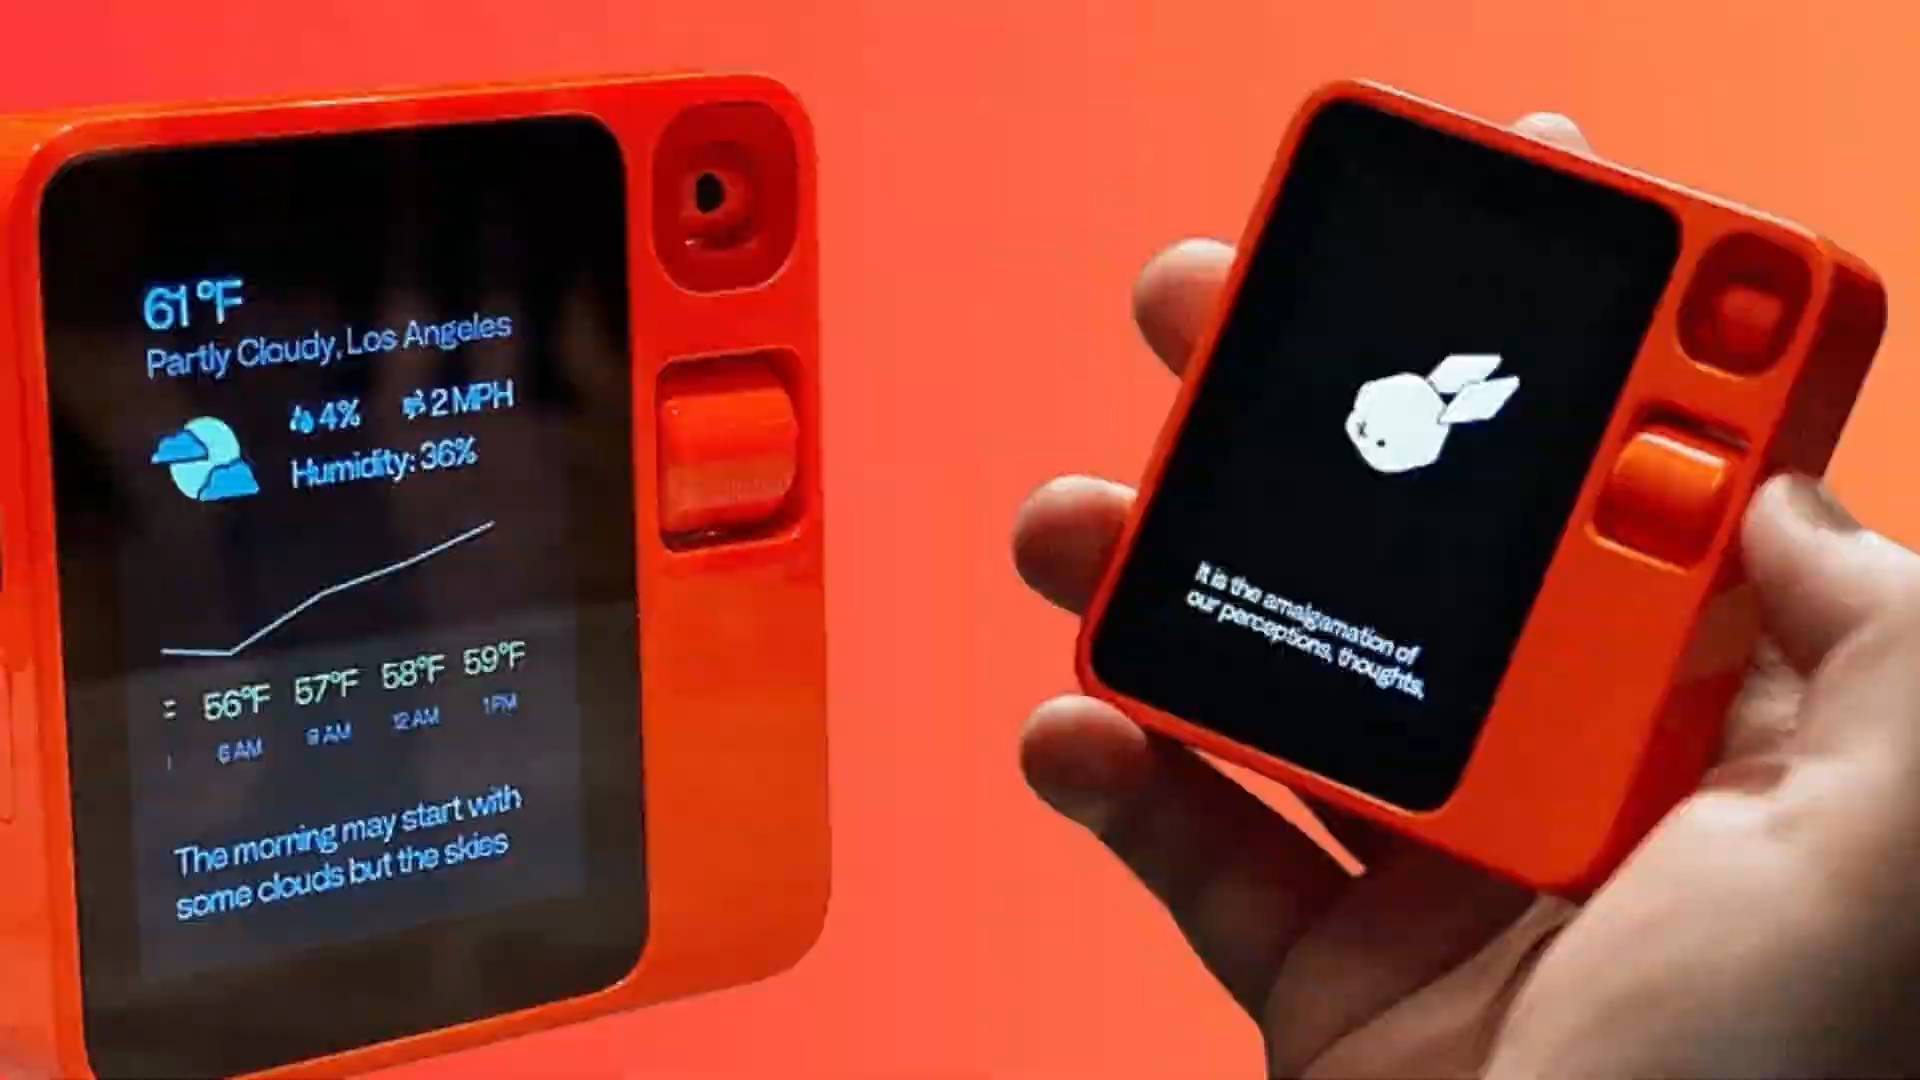 61°F
Partly Cloudy, Los Angeles
4% 2 MPH
Humidity: 36%
56°F 57°F 58°F 59°F
6 AM 9 AM 12 AM 1 PM
The morning may start with
some clouds but the skies
It is the amalgamation of
our perceptions, thoughts,